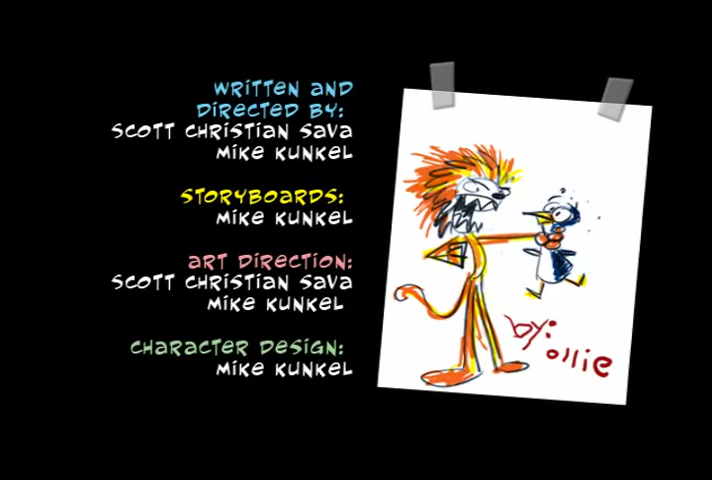 WRITTEN AND
DIRECTED BY:
SCOTT CHRISTIAN SAVA
MIKE KUNKEL
STORYBOARDS:
MIKE KUNKEL
ART DIRECTION:
SCOTT CHRISTIAN SAVA
MIKE KUNKEL
CHARACTER DESIGN:
MIKE KUNKEL
by:
ollie